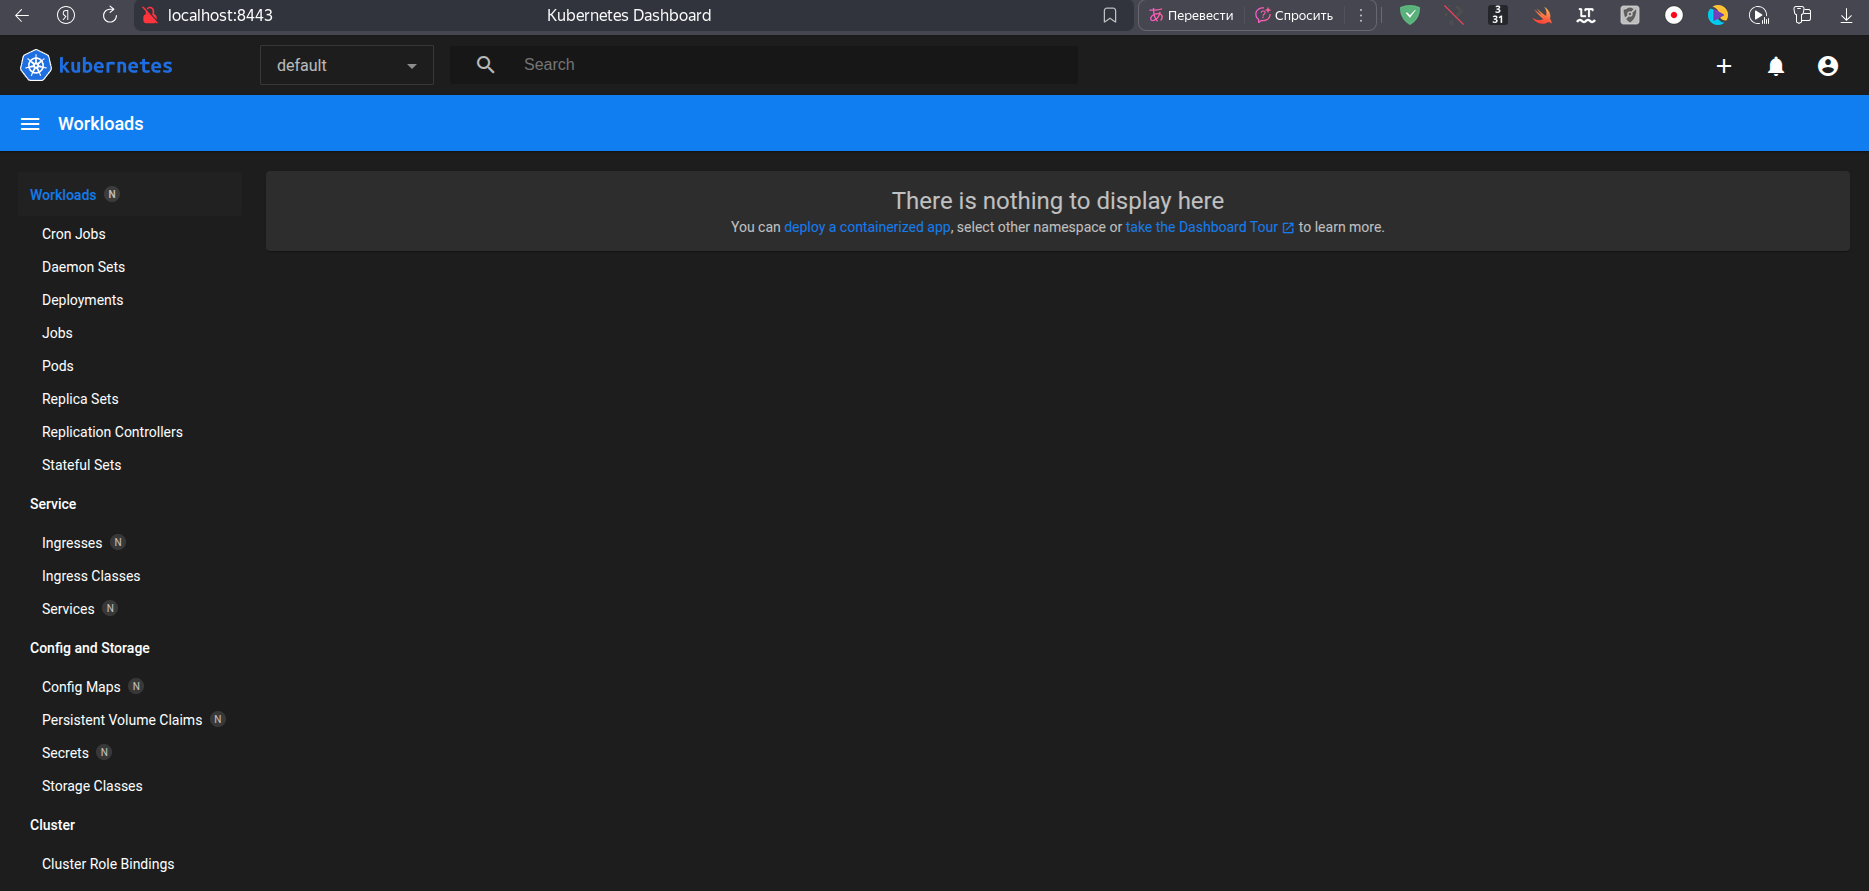 localhost:8443
Kubernetes Dashboard
Перевести
Спросить
3
31
LT
kubernetes
default
Search
Workloads
Workloads N
Cron Jobs
Daemon Sets
Deployments
Jobs
Pods
Replica Sets
Replication Controllers
Stateful Sets
Service
Ingresses N
Ingress Classes
Services N
Config and Storage
Config Maps N
Persistent Volume Claims N
Secrets N
Storage Classes
Cluster
Cluster Role Bindings
There is nothing to display here
You can deploy a containerized app, select other namespace or take the Dashboard Tour to learn more.